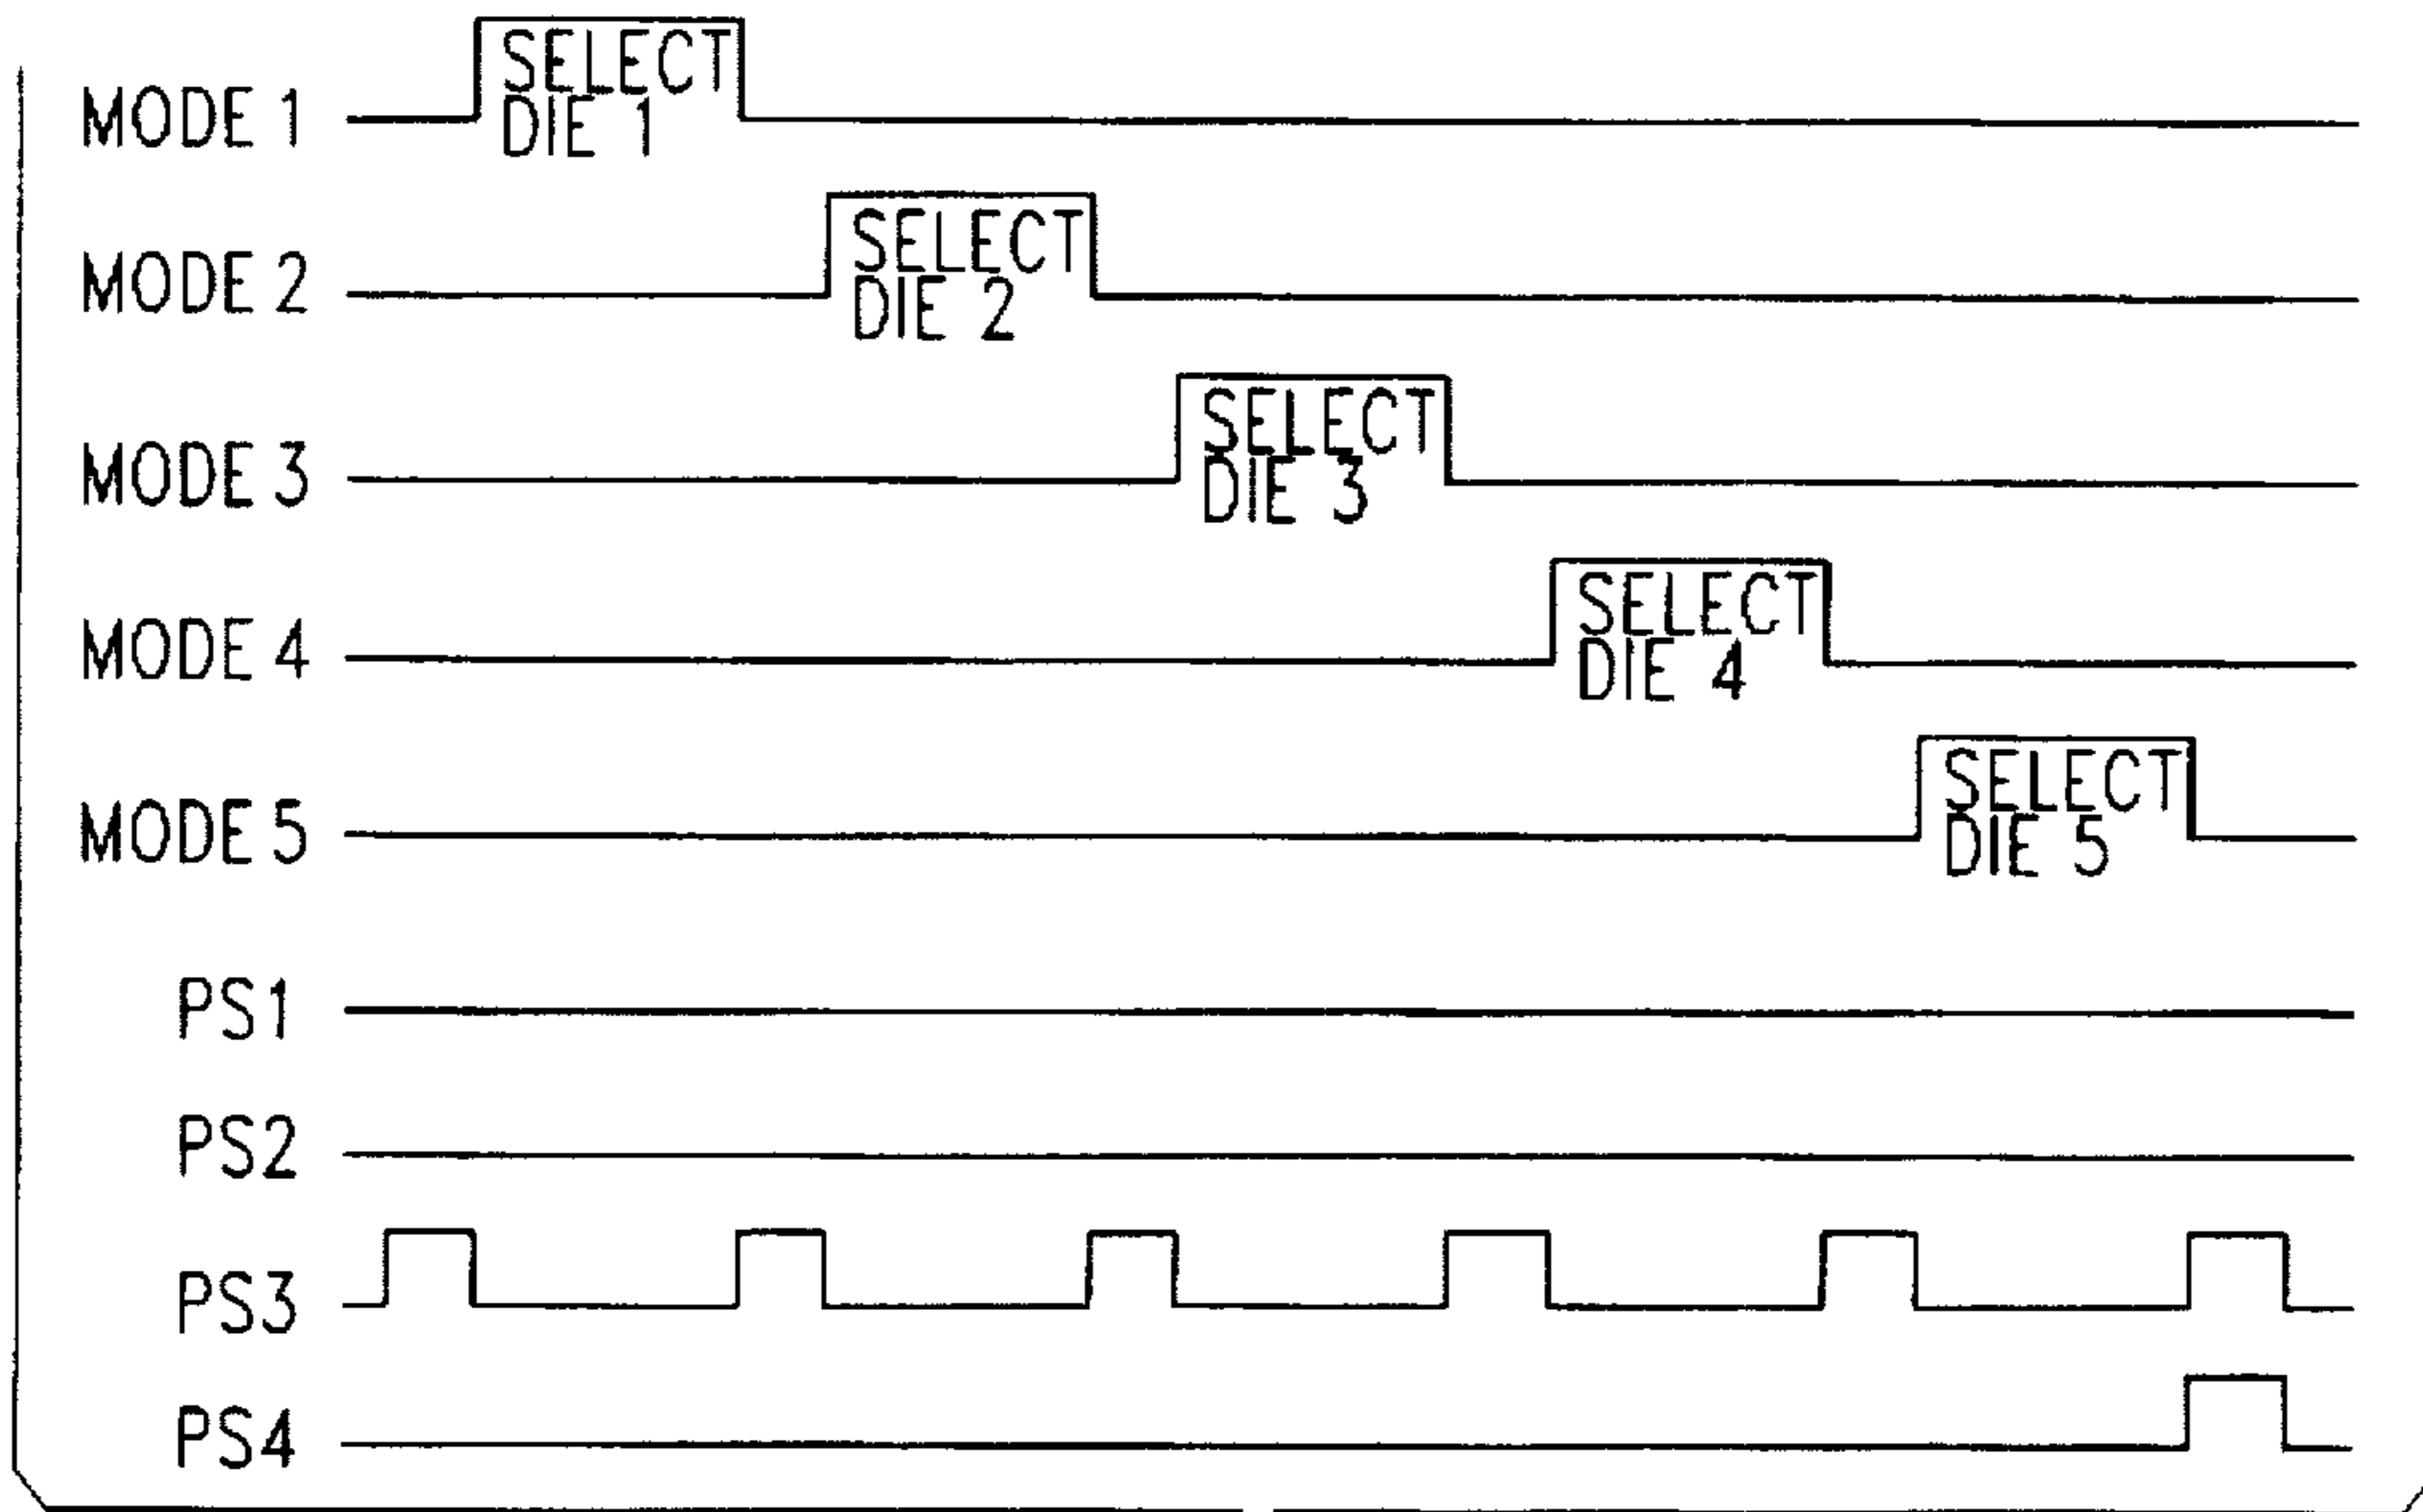 SELECT
DIE 1
MODE 1
SELECT
DIE 2
MODE 2
SELECT
DIE 3
MODE 3
SELECT
DIE 4
MODE 4
SELECT
DIE 5
MODE 5
PS1
PS2
PS3
PS4